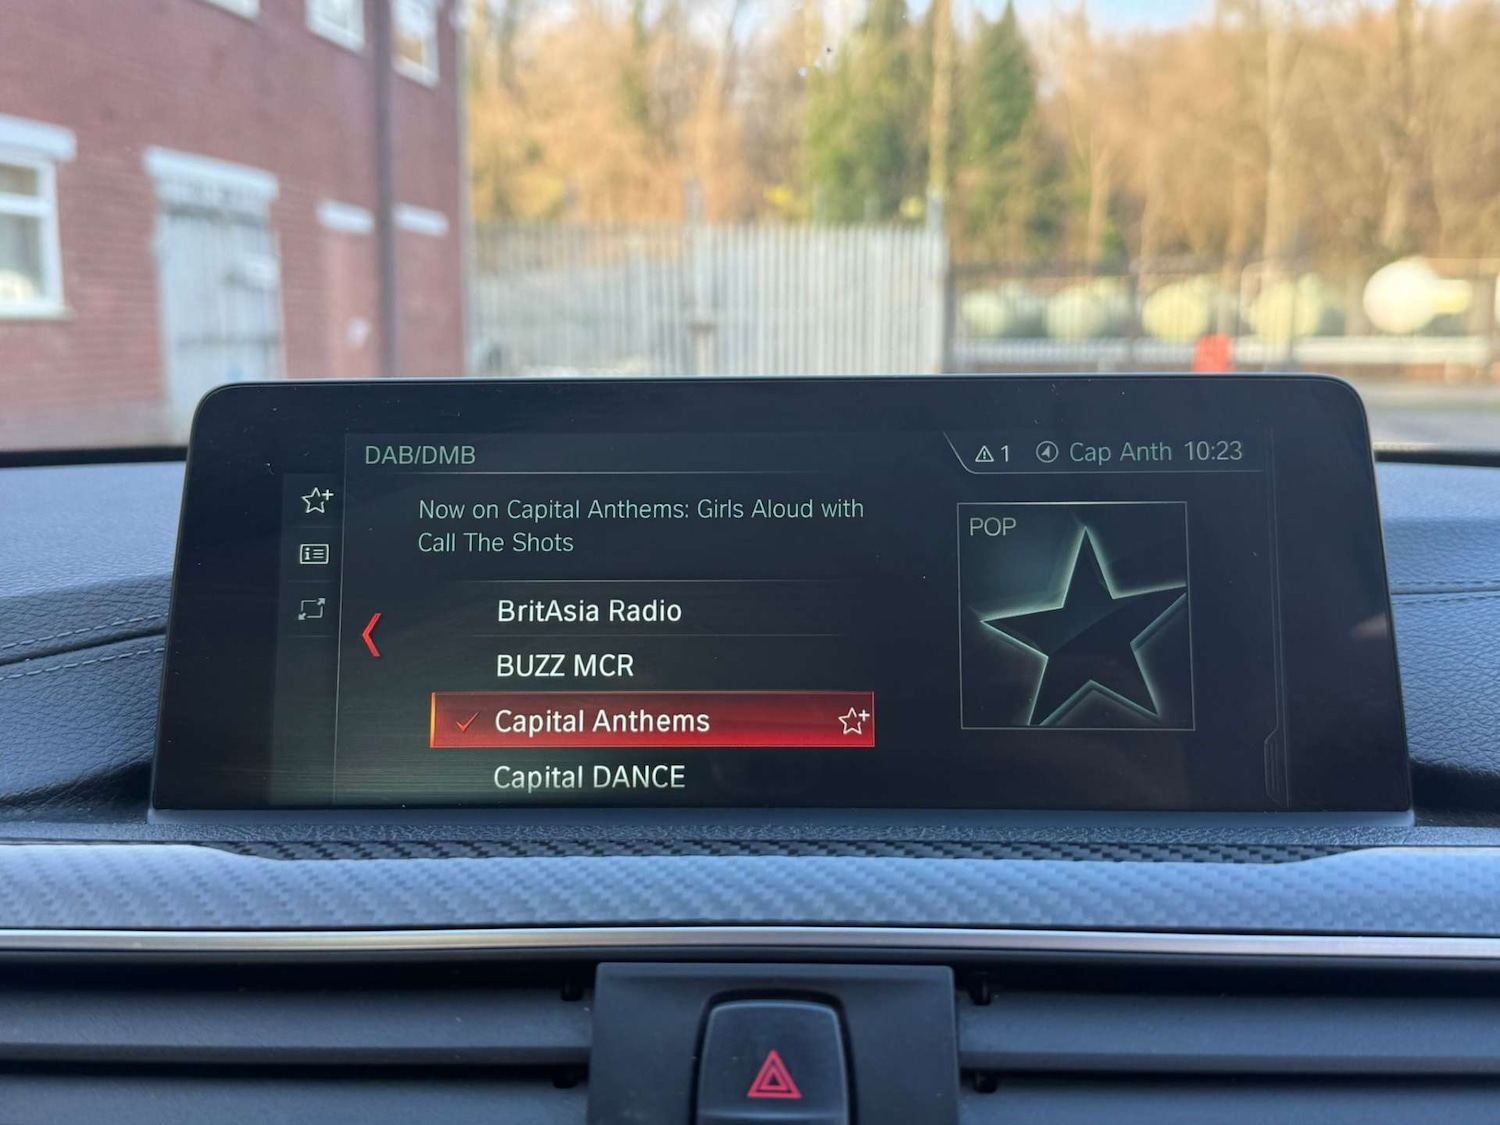 DAB/DMB
1 Cap Anth 10:23
Now on Capital Anthems: Girls Aloud with
Call The Shots
POP
BritAsia Radio
BUZZ MCR
Capital Anthems
Capital DANCE